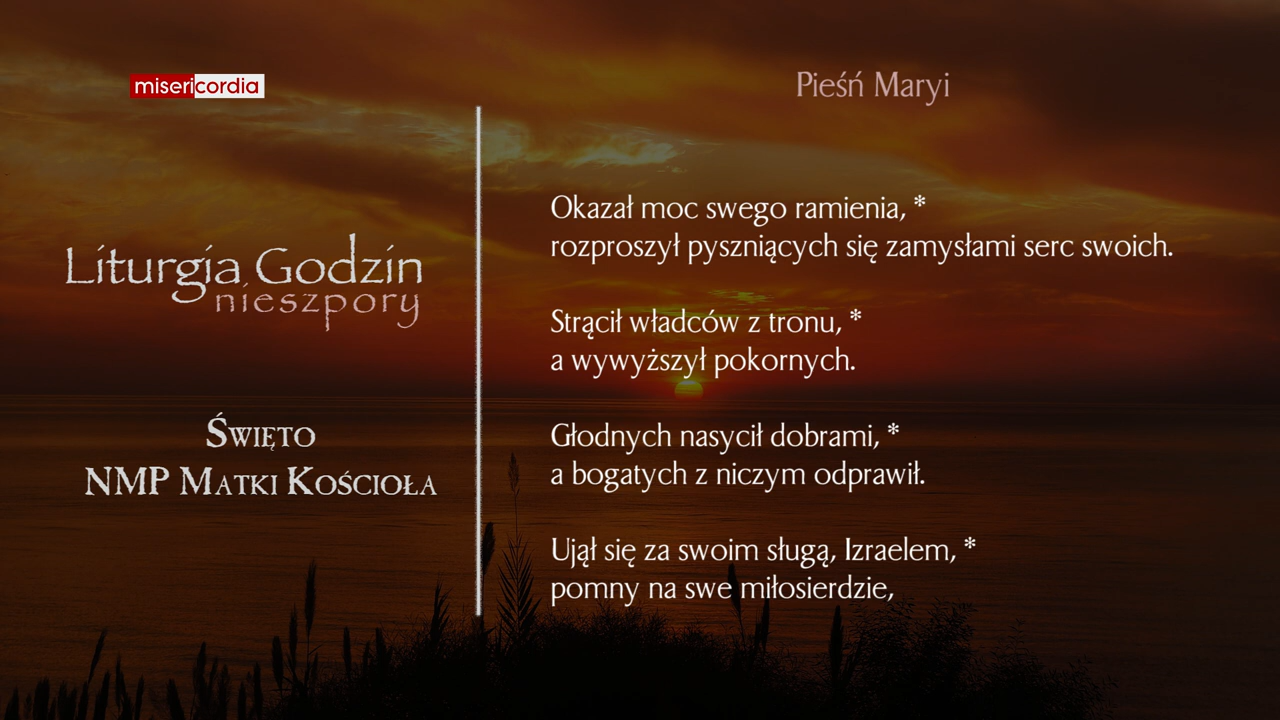 misericordia
Liturgia Godzin
nieszpory
Święto
NMP Matki Kościoła
Pieśń Maryi
Okazał moc swego ramienia, *
rozproszył pyszniących się zamysłami serc swoich.
Strącił władców z tronu, *
a wywyższył pokornych.
Głodnych nasycił dobrami, *
a bogatych z niczym odprawił.
Ujął się za swoim sługą, Izraelem, *
pomny na swe miłosierdzie,